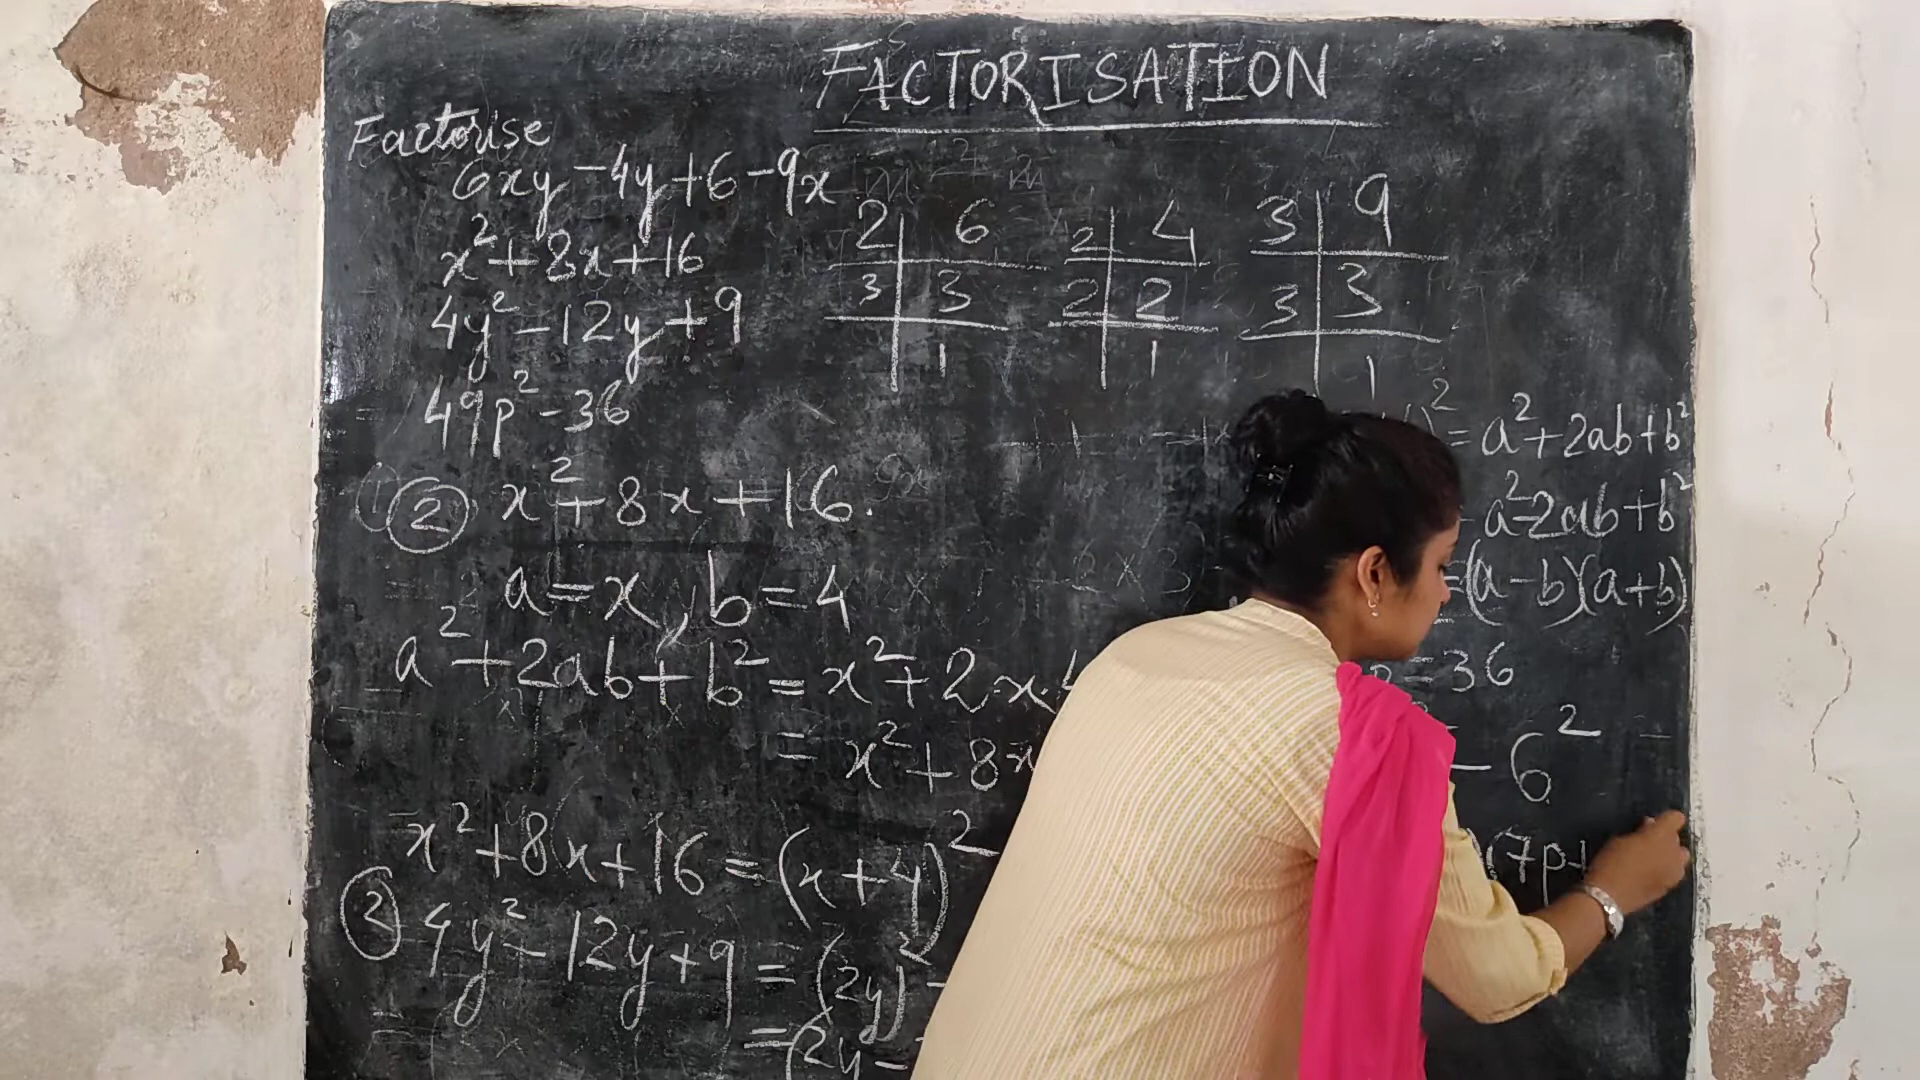 FACTORISATION
Factorise
6xy - 4y + 6 - 9x
x² + 8x + 16
4y² - 12y + 9
49p² - 36
2 | 6
3 | 3
1
2 | 4
2 | 2
1
3 | 9
3 | 3
1
② x² + 8x + 16.
a = x, b = 4
a² + 2ab + b² = x² + 2.x.4
= x² + 8x
x² + 8x + 16 = (x + 4)²
③ 4y² - 12y + 9 = (2y)² -
= (2y -
² = a² + 2ab + b²
a² - 2ab + b²
= (a - b)(a + b)
= 36
- 6²
(7p +